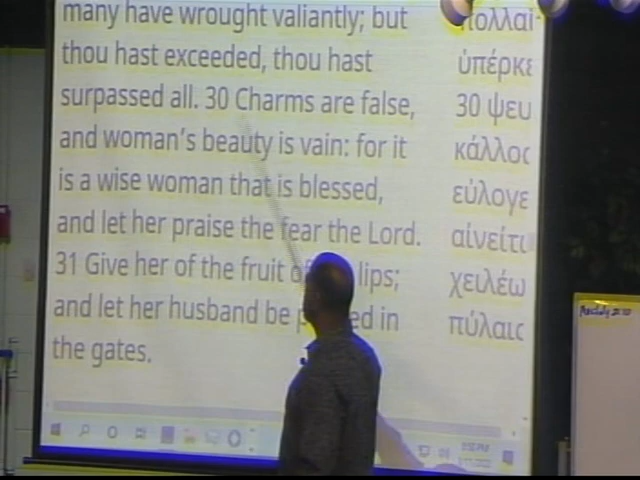 many have wrought valiantly; but
thou hast exceeded, thou hast
surpassed all. 30 Charms are false,
and woman's beauty is vain: for it
is a wise woman that is blessed,
and let her praise the fear the Lord.
31 Give her of the fruit of lips;
and let her husband be in
the gates.
πολλαὶ
ὑπέρκε
30 ψευ
κάλλος
εὐλογε
αἰνείτω
χειλέω
πύλαις